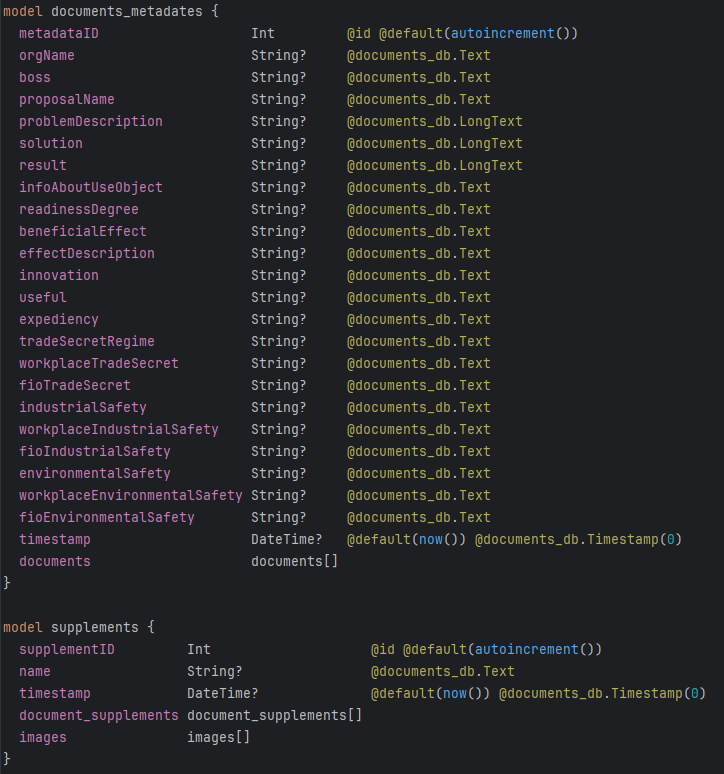 model documents_metadates {
metadataID Int @id @default(autoincrement())
orgName String? @documents_db.Text
boss String? @documents_db.Text
proposalName String? @documents_db.Text
problemDescription String? @documents_db.LongText
solution String? @documents_db.LongText
result String? @documents_db.LongText
infoAboutUseObject String? @documents_db.Text
readinessDegree String? @documents_db.Text
beneficialEffect String? @documents_db.Text
effectDescription String? @documents_db.Text
innovation String? @documents_db.Text
useful String? @documents_db.Text
expediency String? @documents_db.Text
tradeSecretRegime String? @documents_db.Text
workplaceTradeSecret String? @documents_db.Text
fioTradeSecret String? @documents_db.Text
industrialSafety String? @documents_db.Text
workplaceIndustrialSafety String? @documents_db.Text
fioIndustrialSafety String? @documents_db.Text
environmentalSafety String? @documents_db.Text
workplaceEnvironmentalSafety String? @documents_db.Text
fioEnvironmentalSafety String? @documents_db.Text
timestamp DateTime? @default(now()) @documents_db.Timestamp(0)
documents documents[]
}
model supplements {
supplementID Int @id @default(autoincrement())
name String? @documents_db.Text
timestamp DateTime? @default(now()) @documents_db.Timestamp(0)
document_supplements document_supplements[]
images images[]
}